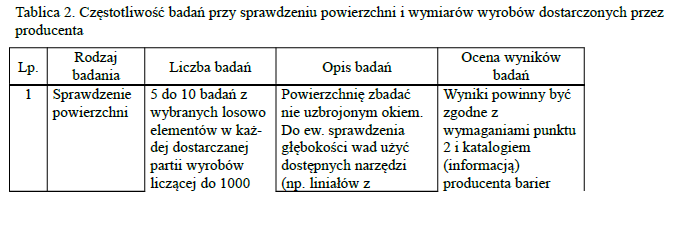 Tablica 2. Częstotliwość badań przy sprawdzeniu powierzchni i wymiarów wyrobów dostarczonych przez
producenta
Lp.
Rodzaj
badania
Liczba badań
Opis badań
Ocena wyników
badań
1
Sprawdzenie
powierzchni
5 do 10 badań z
wybranych losowo
elementów w każ-
dej dostarczanej
partii wyrobów
liczącej do 1000
Powierzchnię zbadać
nie uzbrojonym okiem.
Do ew. sprawdzenia
głębokości wad użyć
dostępnych narzędzi
(np. liniałów z
Wyniki powinny być
zgodne z
wymaganiami punktu
2 i katalogiem
(informacją)
producenta barier